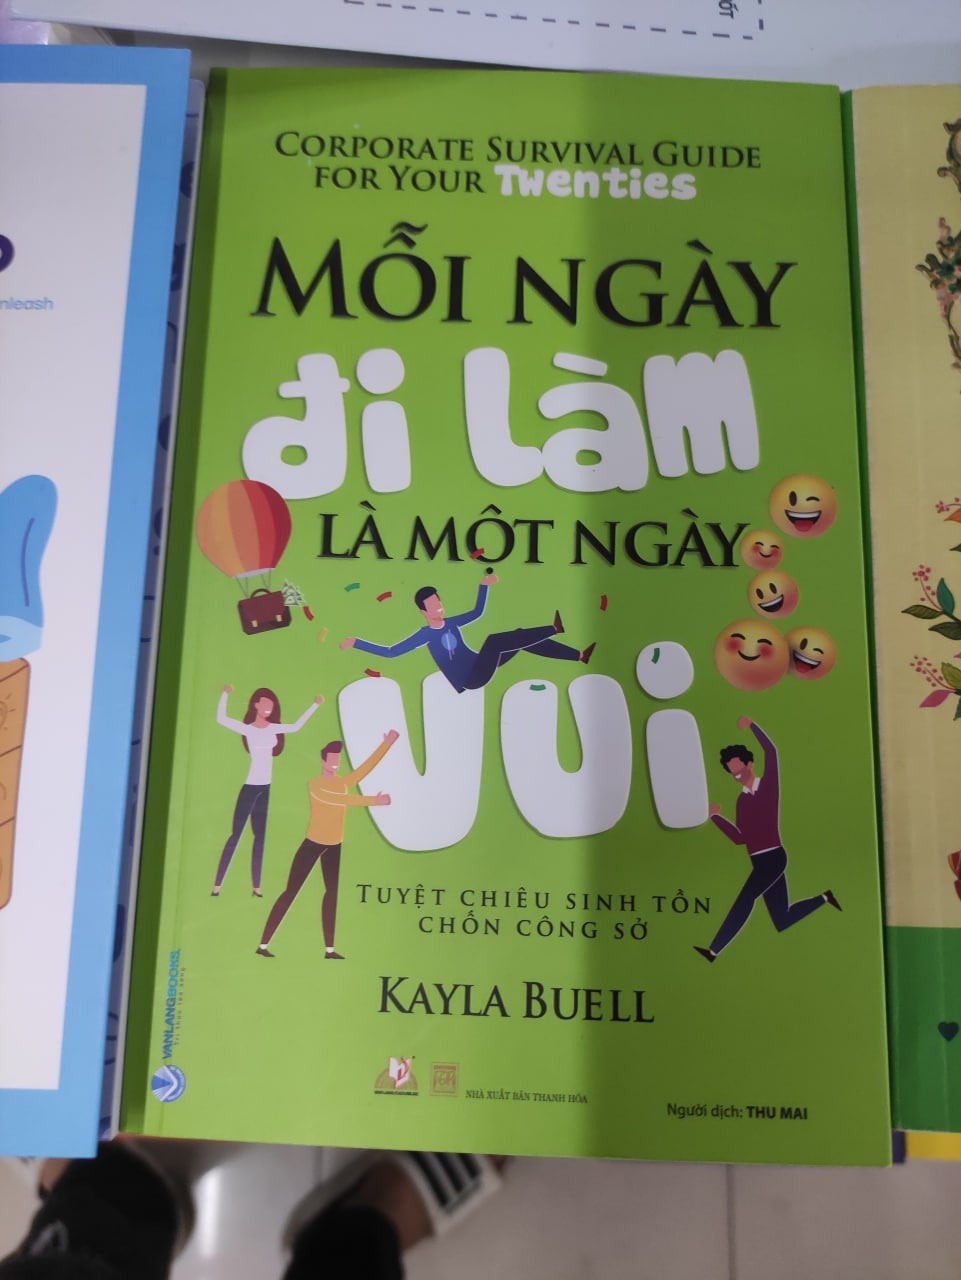 CORPORATE SURVIVAL GUIDE
FOR YOUR Twenties
MỖI NGÀY
đi làm
LÀ MỘT NGÀY
vui
TUYỆT CHIÊU SINH TỒN
CHỐN CÔNG SỞ
KAYLA BUELL
VANLANGBOOKS
NHÀ XUẤT BẢN THANH HÓA
Người dịch: THU MAI
nleash